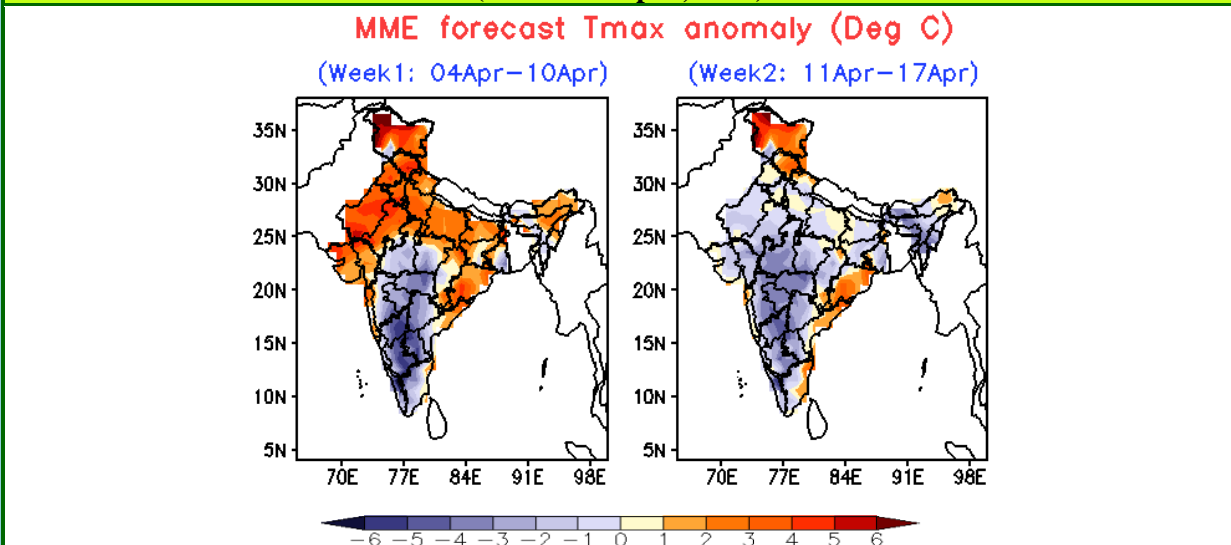 MME forecast Tmax anomaly (Deg C)
(Week1: 04Apr-10Apr) (Week2: 11Apr-17Apr)
35N 35N
30N 30N
25N 25N
20N 20N
15N 15N
10N 10N
5N 5N
70E 77E 84E 91E 98E 70E 77E 84E 91E 98E
-6 -5 -4 -3 -2 -1 0 1 2 3 4 5 6